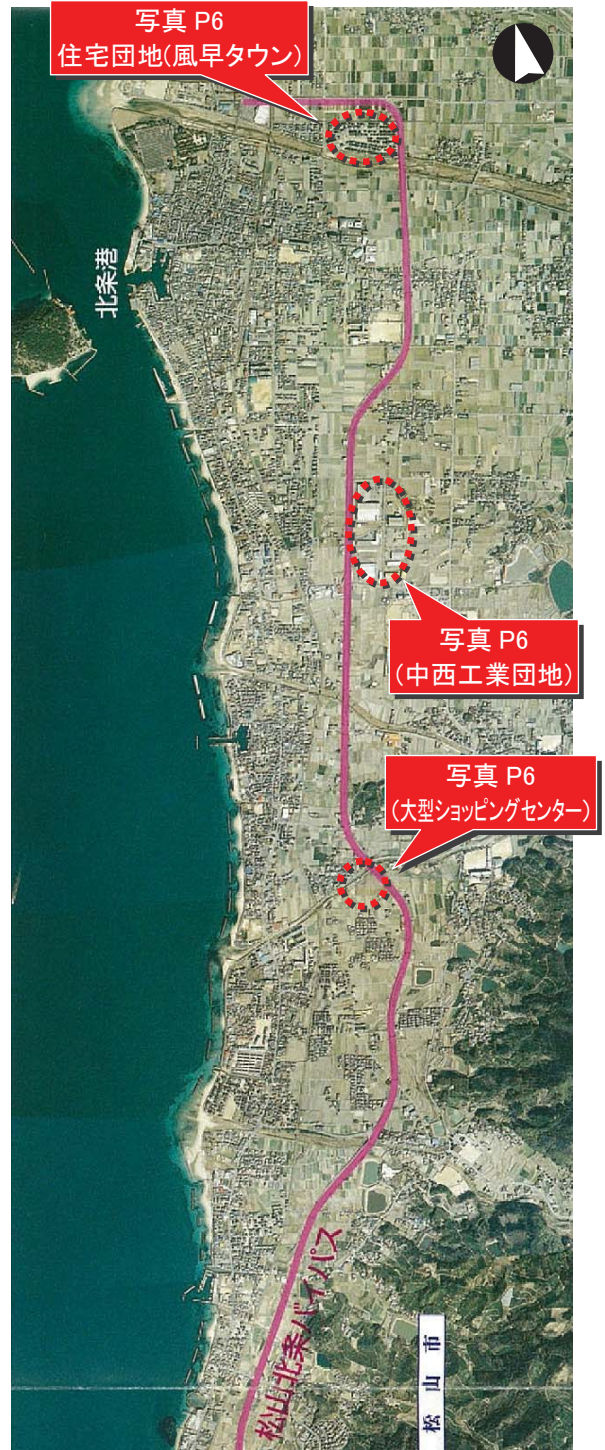 写真 P6
住宅団地(風早タウン)
北条港
写真 P6
(中西工業団地)
写真 P6
(大型ショッピングセンター)
松山北条バイパス
松山市